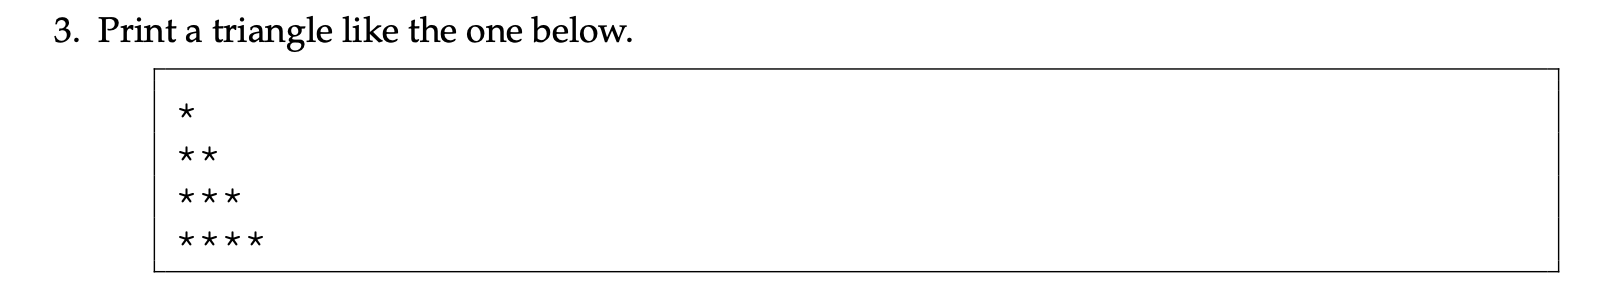 3. Print a triangle like the one below.
*
**
***
****